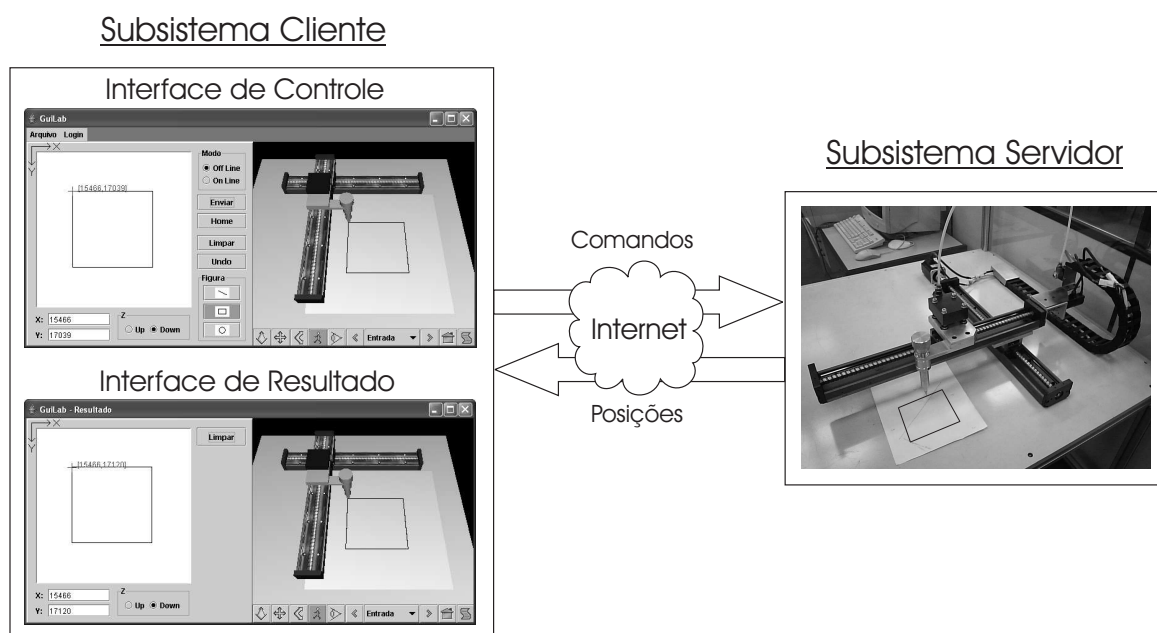 Subsistema Cliente
Interface de Controle
GuiLab
Arquivo Login
X
Y
[15466,17039]
Modo
Off Line
On Line
Enviar
Home
Limpar
Undo
Figura
X: 15466
Y: 17039
Z
Up Down
Entrada
Interface de Resultado
GuiLab - Resultado
X
Y
[15466,17120]
Limpar
X: 15466
Y: 17120
Z
Up Down
Entrada
Comandos
Internet
Posições
Subsistema Servidor